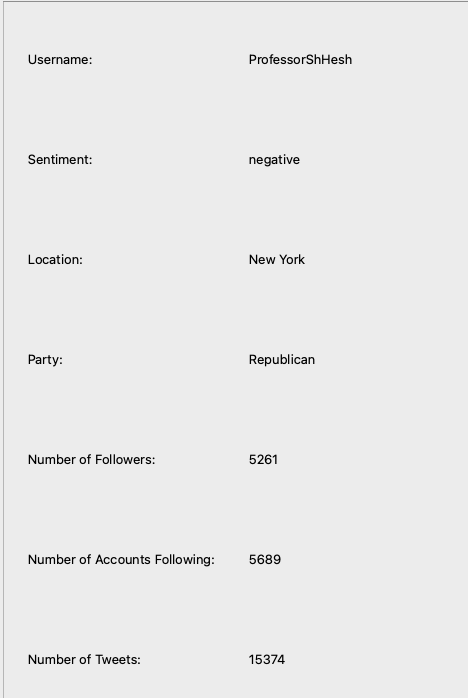 Username: ProfessorShHesh
Sentiment: negative
Location: New York
Party: Republican
Number of Followers: 5261
Number of Accounts Following: 5689
Number of Tweets: 15374